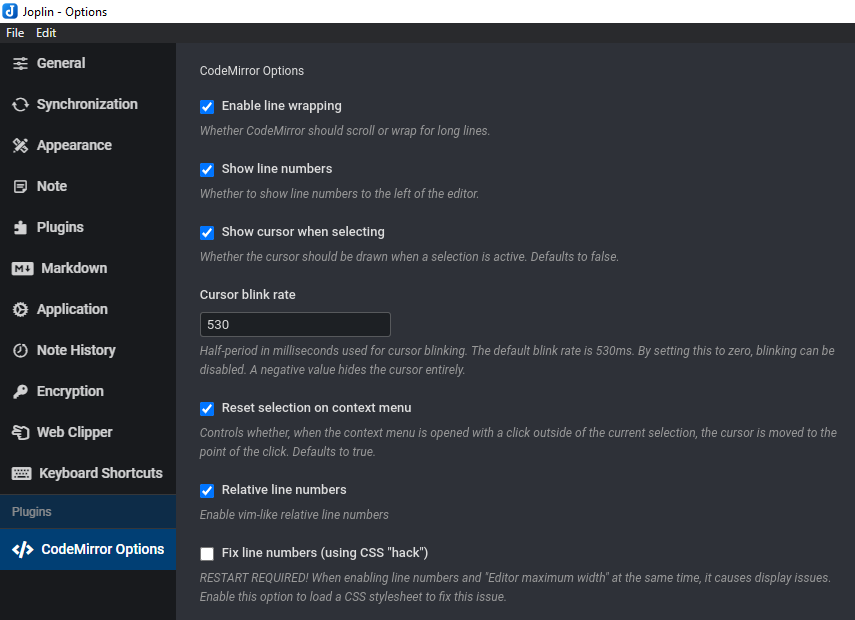 Joplin - Options
File Edit
General
Synchronization
Appearance
Note
Plugins
Markdown
Application
Note History
Encryption
Web Clipper
Keyboard Shortcuts
Plugins
CodeMirror Options
CodeMirror Options
Enable line wrapping
Whether CodeMirror should scroll or wrap for long lines.
Show line numbers
Whether to show line numbers to the left of the editor.
Show cursor when selecting
Whether the cursor should be drawn when a selection is active. Defaults to false.
Cursor blink rate
530
Half-period in milliseconds used for cursor blinking. The default blink rate is 530ms. By setting this to zero, blinking can be
disabled. A negative value hides the cursor entirely.
Reset selection on context menu
Controls whether, when the context menu is opened with a click outside of the current selection, the cursor is moved to the
point of the click. Defaults to true.
Relative line numbers
Enable vim-like relative line numbers
Fix line numbers (using CSS "hack")
RESTART REQUIRED! When enabling line numbers and "Editor maximum width" at the same time, it causes display issues.
Enable this option to load a CSS stylesheet to fix this issue.